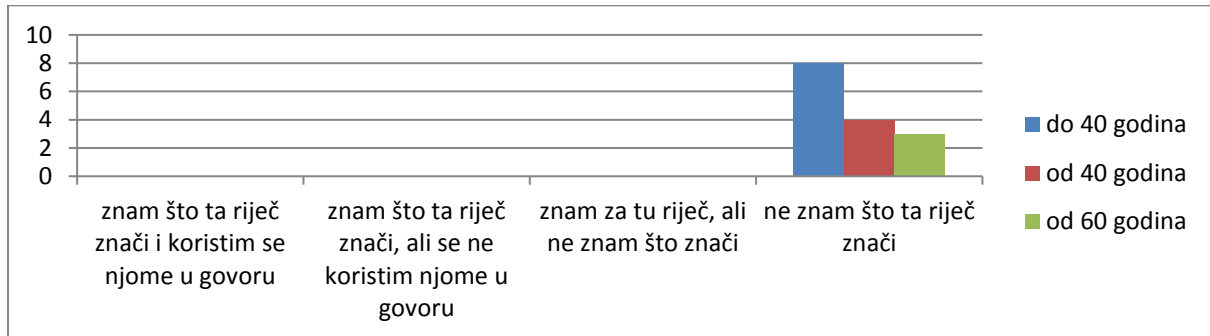 10
8
6
4
2
0
znam što ta riječ
znači i koristim se
njome u govoru
znam što ta riječ
znači, ali se ne
koristim njome u
govoru
znam za tu riječ, ali
ne znam što znači
ne znam što ta riječ
znači
do 40 godina
od 40 godina
od 60 godina